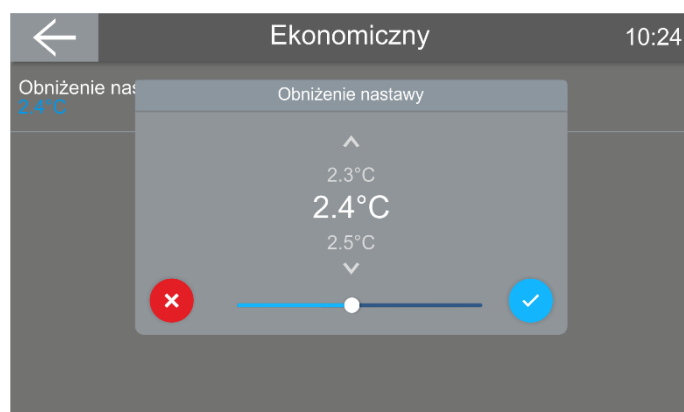 Ekonomiczny
10:24
Obniżenie nas
2.4°C
Obniżenie nastawy
2.3°C
2.4°C
2.5°C